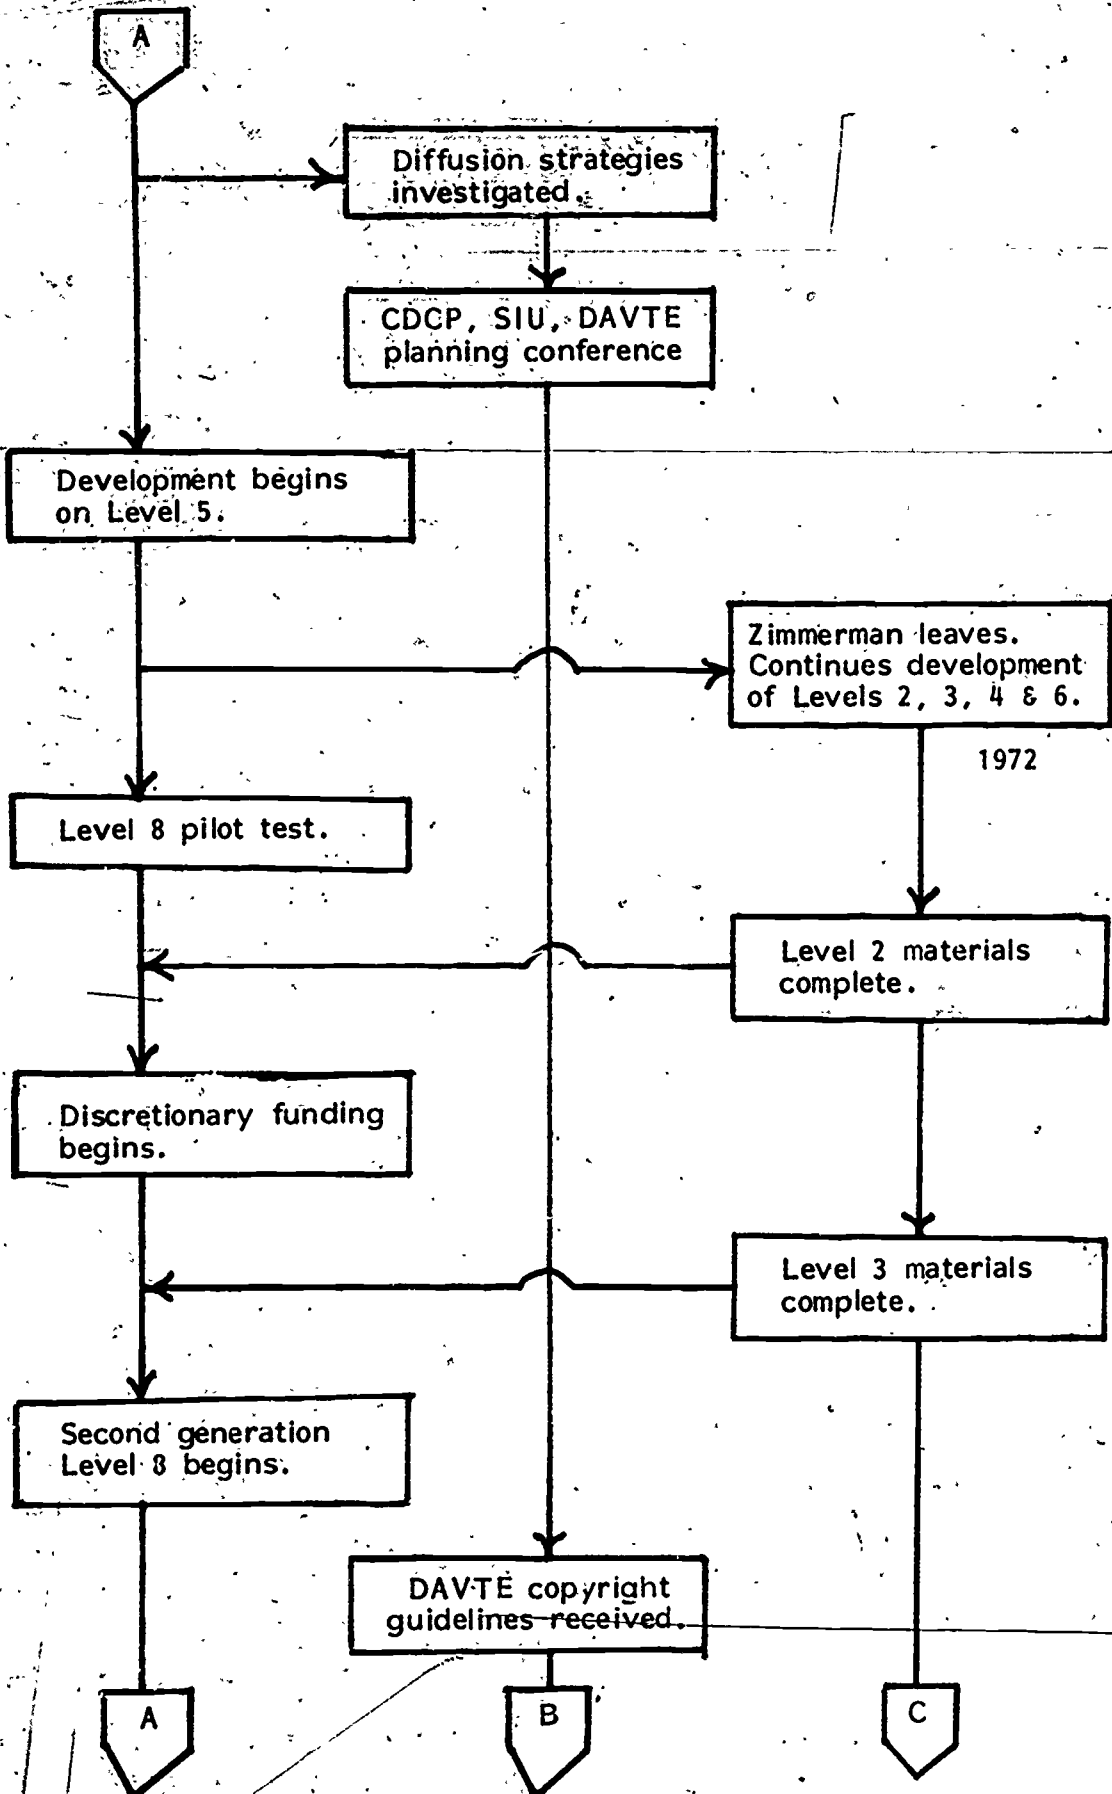 A
Diffusion strategies
investigated.
CDCP, SIU, DAVTE
planning conference
Development begins
on Level 5.
Zimmerman leaves.
Continues development
of Levels 2, 3, 4 & 6.
1972
Level 8 pilot test.
Level 2 materials
complete.
Discretionary funding
begins.
Level 3 materials
complete.
Second generation
Level 8 begins.
DAVTE copyright
guidelines received.
A
B
C